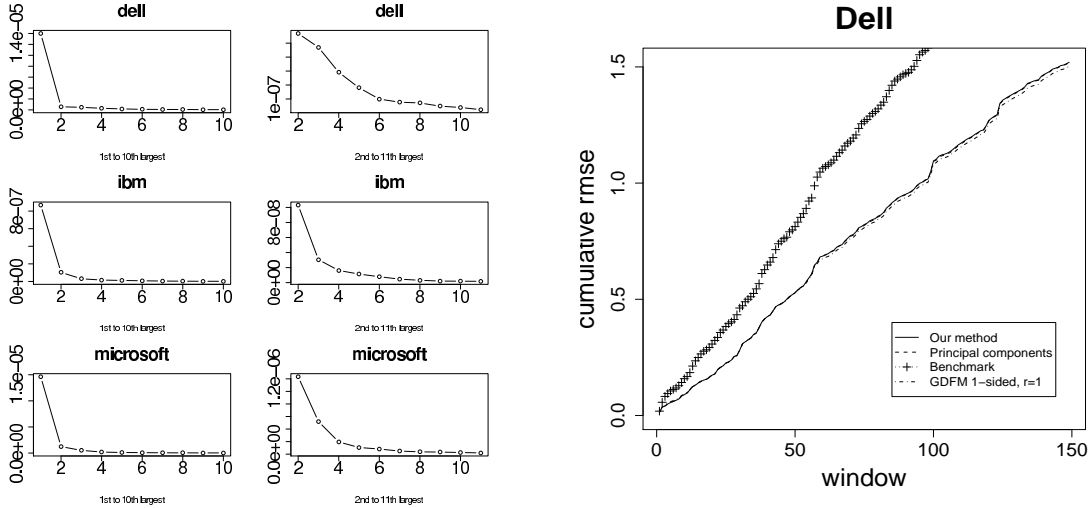 dell
0.0e+00 1.4e-05
2 4 6 8 10
1st to 10th largest
dell
1e-07
2 4 6 8 10
2nd to 11th largest
ibm
0e+00 8e-07
2 4 6 8 10
1st to 10th largest
ibm
0e+00 8e-08
2 4 6 8 10
2nd to 11th largest
microsoft
0.0e+00 1.5e-05
2 4 6 8 10
1st to 10th largest
microsoft
0.0e+00 1.2e-06
2 4 6 8 10
2nd to 11th largest
Dell
cumulative rmse
1.5
1.0
0.5
0.0
Our method
Principal components
Benchmark
GDFM 1−sided, r=1
0 50 100 150
window